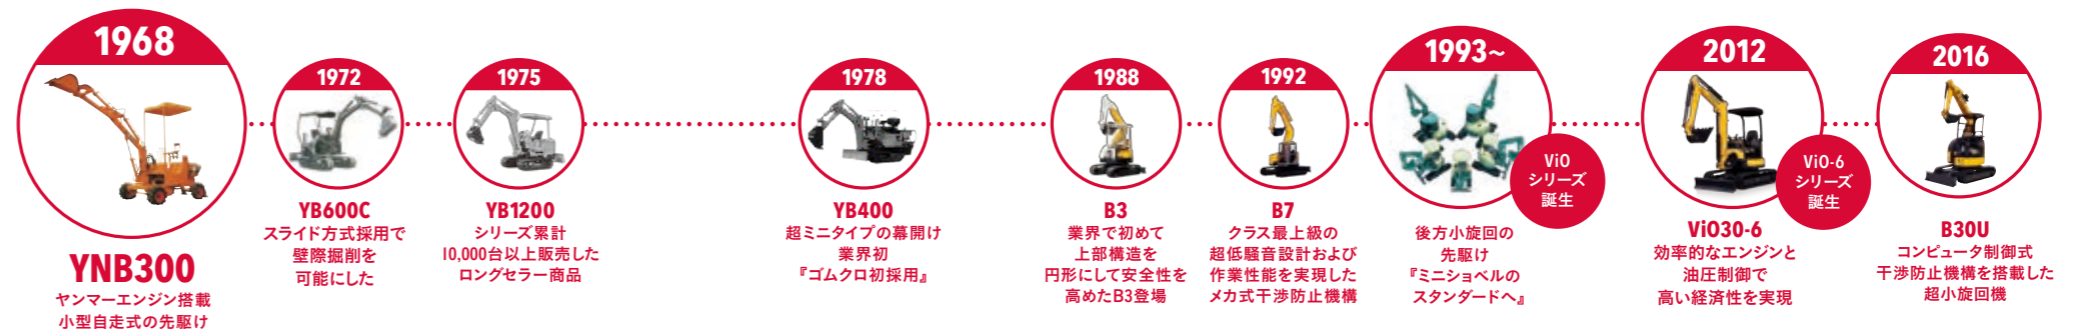 1968
YNB300
ヤンマーエンジン搭載
小型自走式の先駆け
1972
YB600C
スライド方式採用で
壁際掘削を
可能にした
1975
YB1200
シリーズ累計
10,000台以上販売した
ロングセラー商品
1978
YB400
超ミニタイプの幕開け
業界初
『ゴムクロ初採用』
1988
B3
業界で初めて
上部構造を
円形にして安全性を
高めたB3登場
1992
B7
クラス最上級の
超低騒音設計および
作業性能を実現した
メカ式干渉防止機構
1993~
ViO
シリーズ
誕生
後方小旋回の
先駆け
『ミニショベルの
スタンダードへ』
2012
ViO-6
シリーズ
誕生
ViO30-6
効率的なエンジンと
油圧制御で
高い経済性を実現
2016
B30U
コンピュータ制御式
干渉防止機構を搭載した
超小旋回機